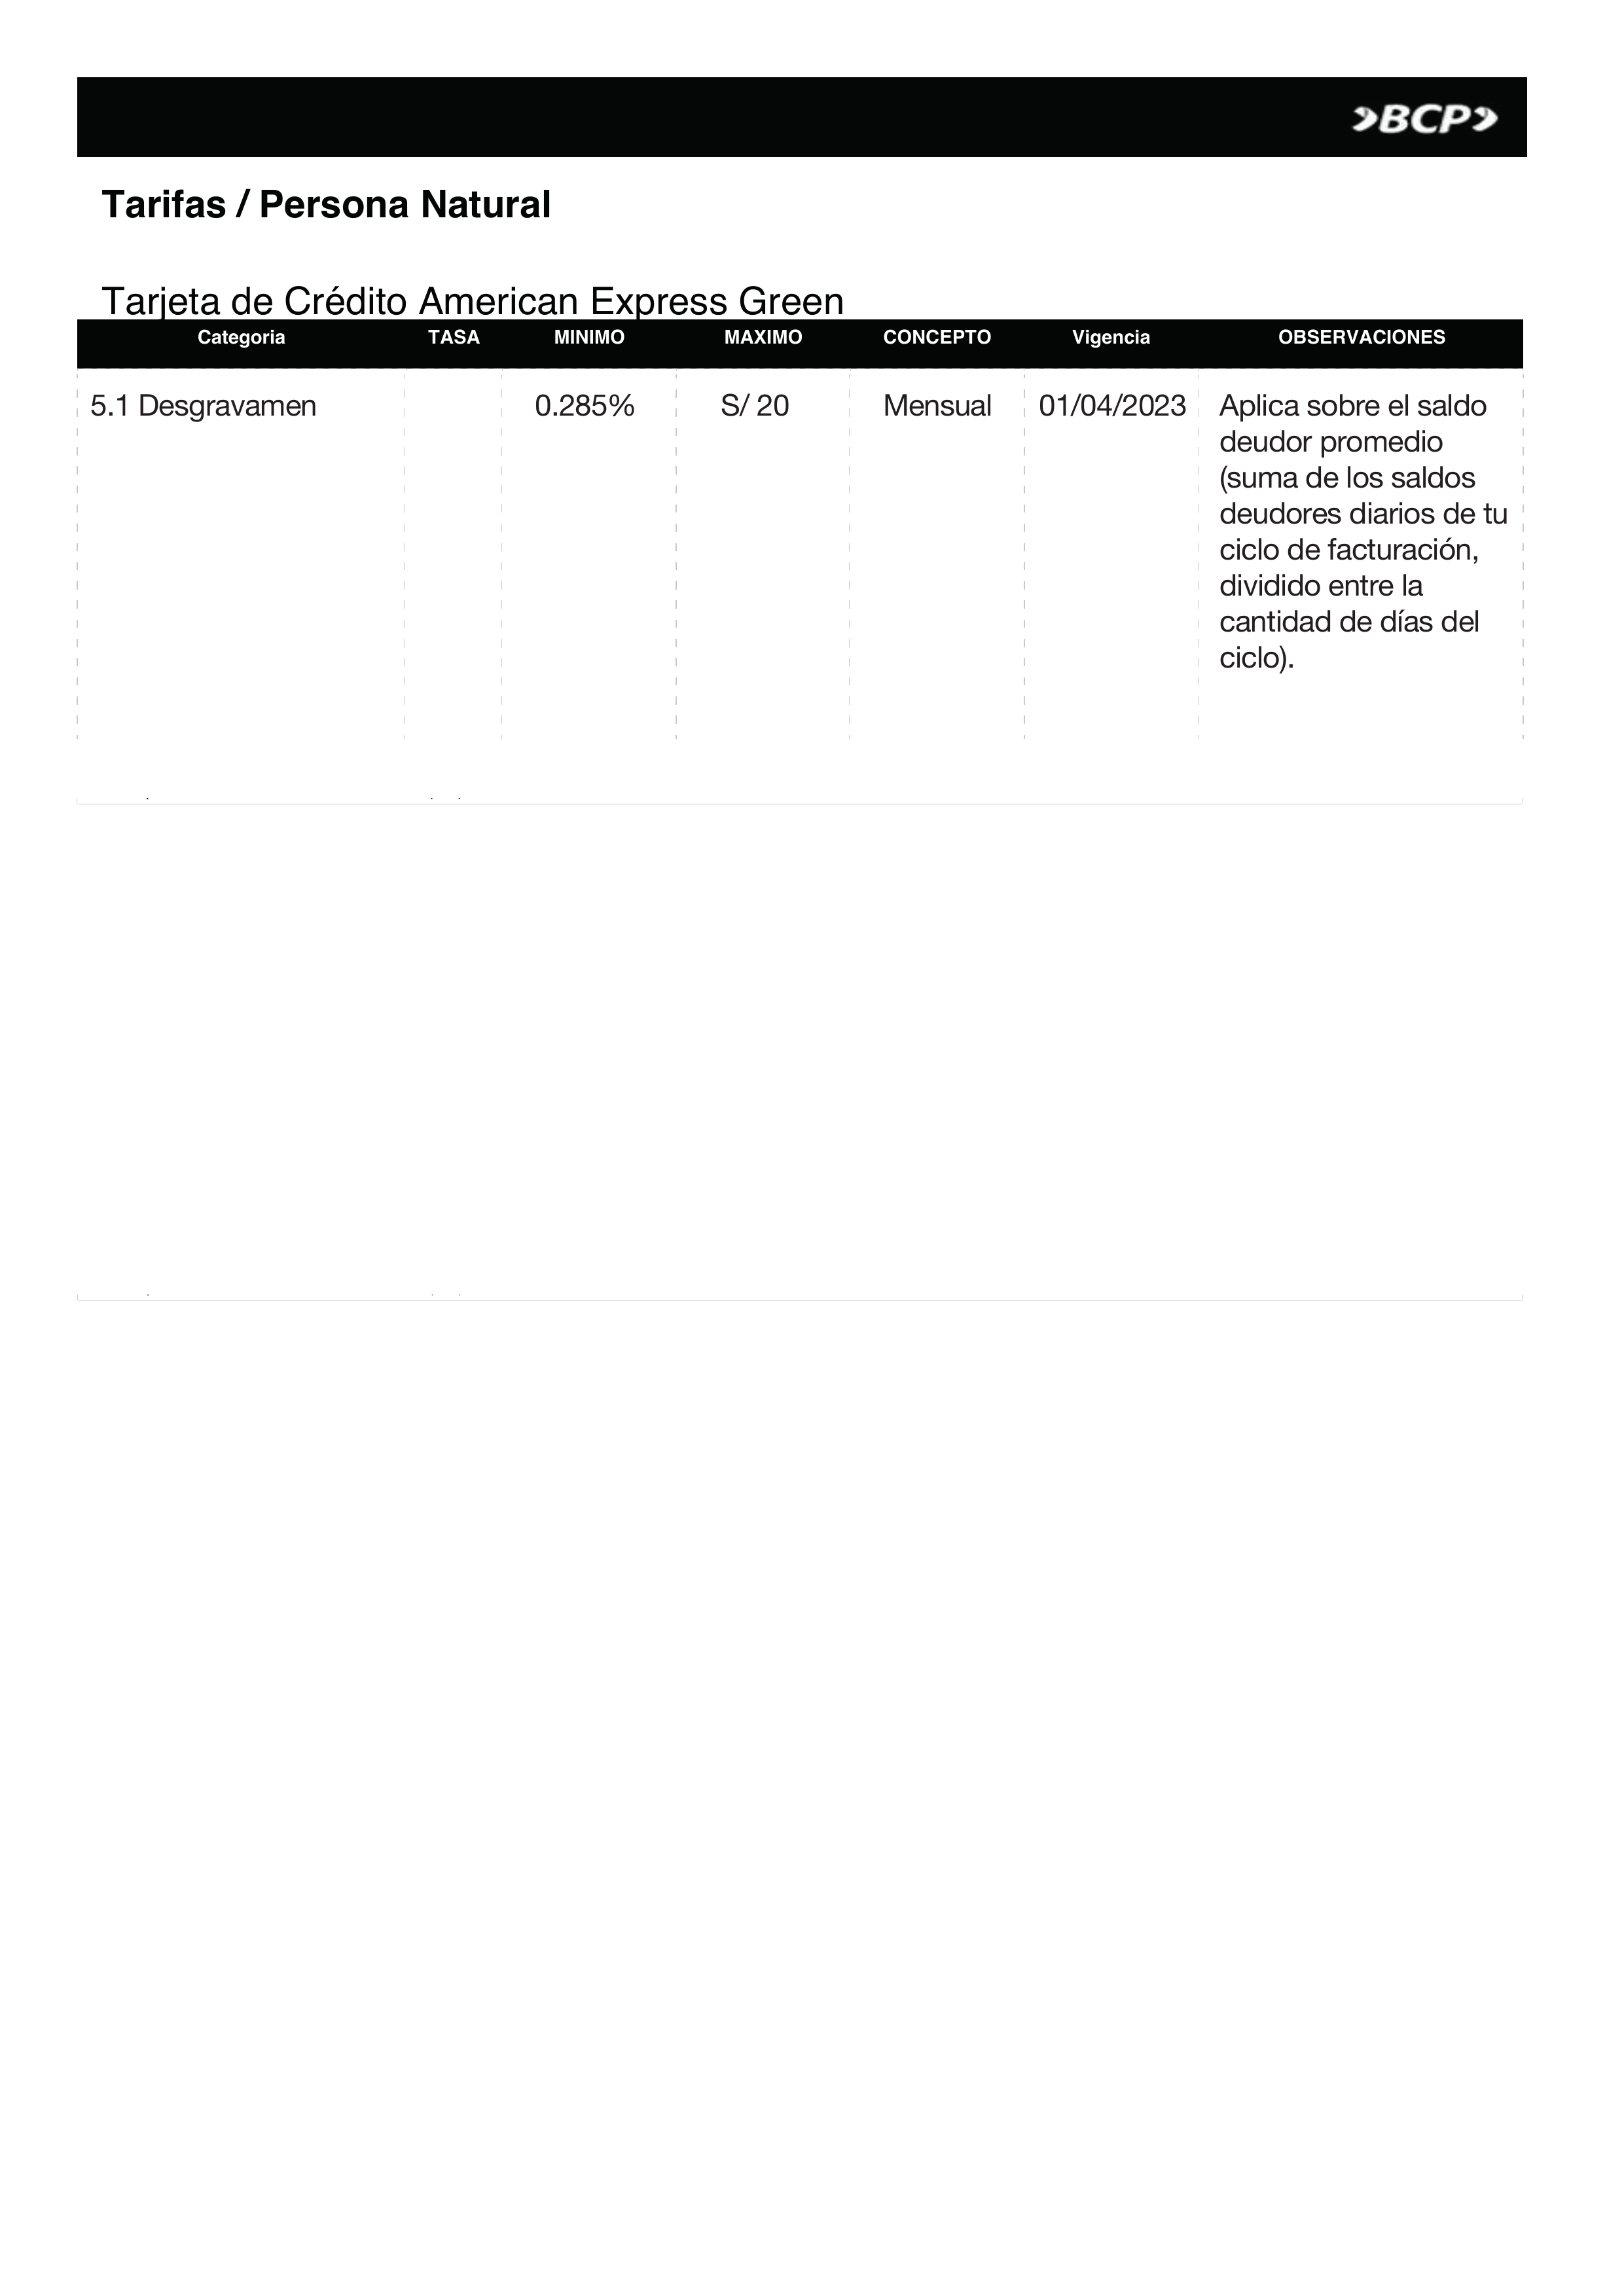 BCP
Tarifas / Persona Natural
Tarjeta de Crédito American Express Green
Categoria TASA MINIMO MAXIMO CONCEPTO Vigencia OBSERVACIONES
5.1 Desgravamen 0.285% S/ 20 Mensual 01/04/2023 Aplica sobre el saldo
deudor promedio
(suma de los saldos
deudores diarios de tu
ciclo de facturación,
dividido entre la
cantidad de días del
ciclo).